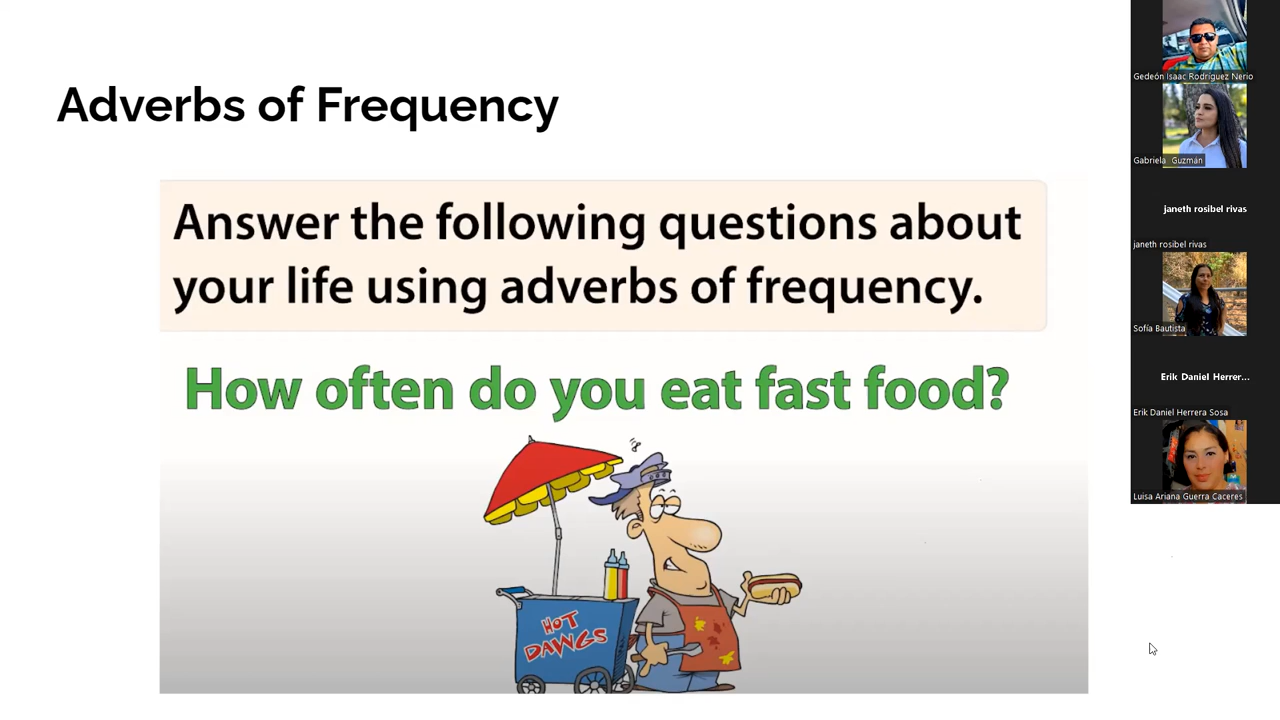 Adverbs of Frequency
Answer the following questions about
your life using adverbs of frequency.
How often do you eat fast food?
HOT
DAWGS
Gedeón Isaac Rodríguez Nerio
Gabriela Guzmán
janeth rosibel rivas
janeth rosibel rivas
Sofía Bautista
Erik Daniel Herrer...
Erik Daniel Herrera Sosa
Luisa Ariana Guerra Caceres